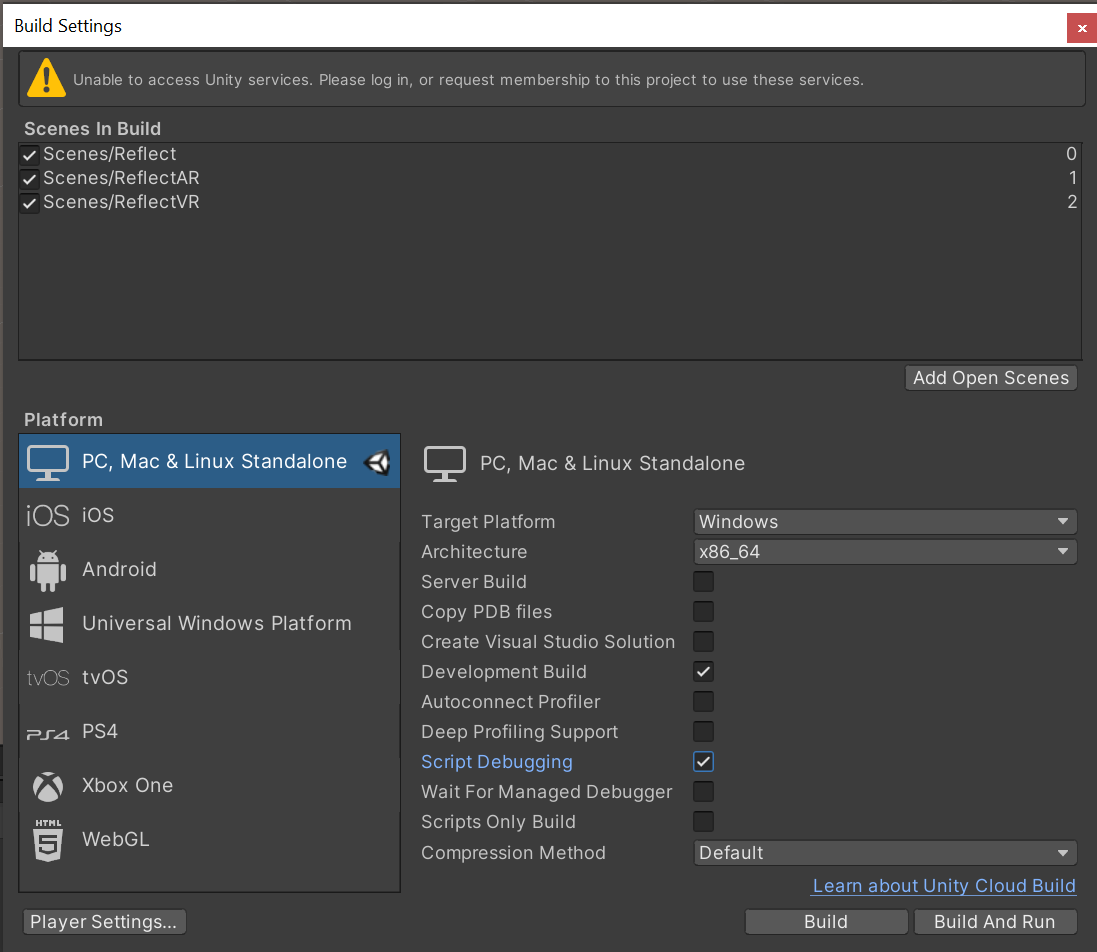 Build Settings
Unable to access Unity services. Please log in, or request membership to this project to use these services.
Scenes In Build
Scenes/Reflect 0
Scenes/ReflectAR 1
Scenes/ReflectVR 2
Add Open Scenes
Platform
PC, Mac & Linux Standalone
iOS iOS
Android
Universal Windows Platform
tvOS tvOS
PS4 PS4
Xbox One
HTML 5 WebGL
PC, Mac & Linux Standalone
Target Platform Windows
Architecture x86_64
Server Build
Copy PDB files
Create Visual Studio Solution
Development Build
Autoconnect Profiler
Deep Profiling Support
Script Debugging
Wait For Managed Debugger
Scripts Only Build
Compression Method Default
Learn about Unity Cloud Build
Player Settings... Build Build And Run